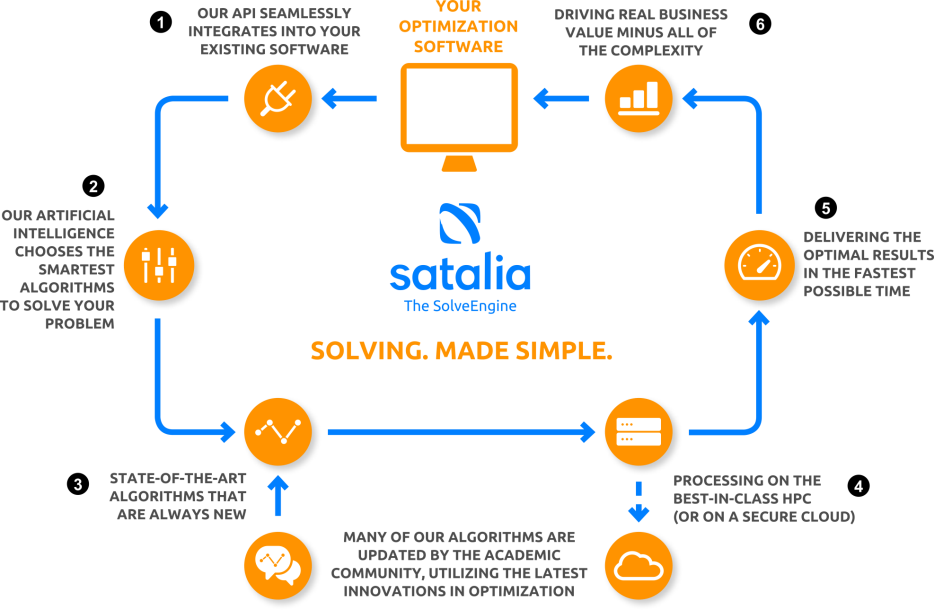 1
OUR API SEAMLESSLY
INTEGRATES INTO YOUR
EXISTING SOFTWARE
YOUR
OPTIMIZATION
SOFTWARE
DRIVING REAL BUSINESS
VALUE MINUS ALL OF
THE COMPLEXITY
6
2
OUR ARTIFICIAL
INTELLIGENCE
CHOOSES THE
SMARTEST
ALGORITHMS
TO SOLVE YOUR
PROBLEM
satalia
The SolveEngine
SOLVING. MADE SIMPLE.
5
DELIVERING THE
OPTIMAL RESULTS
IN THE FASTEST
POSSIBLE TIME
3
STATE-OF-THE-ART
ALGORITHMS THAT
ARE ALWAYS NEW
PROCESSING ON THE
BEST-IN-CLASS HPC
(OR ON A SECURE CLOUD)
4
MANY OF OUR ALGORITHMS ARE
UPDATED BY THE ACADEMIC
COMMUNITY, UTILIZING THE LATEST
INNOVATIONS IN OPTIMIZATION